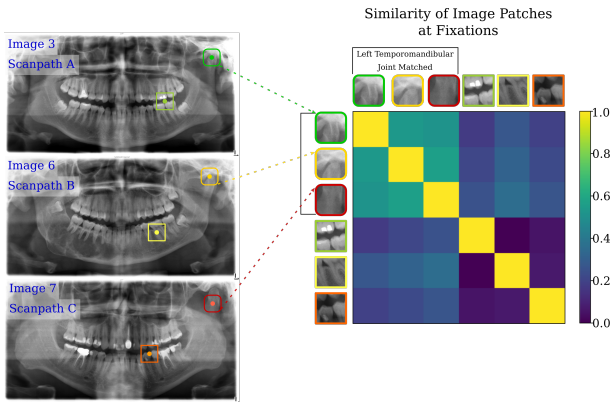 Similarity of Image Patches
at Fixations
Image 3
Scanpath A
Left Temporomandibular
Joint Matched
Image 6
Scanpath B
Image 7
Scanpath C
1.0
0.8
0.6
0.4
0.2
0.0